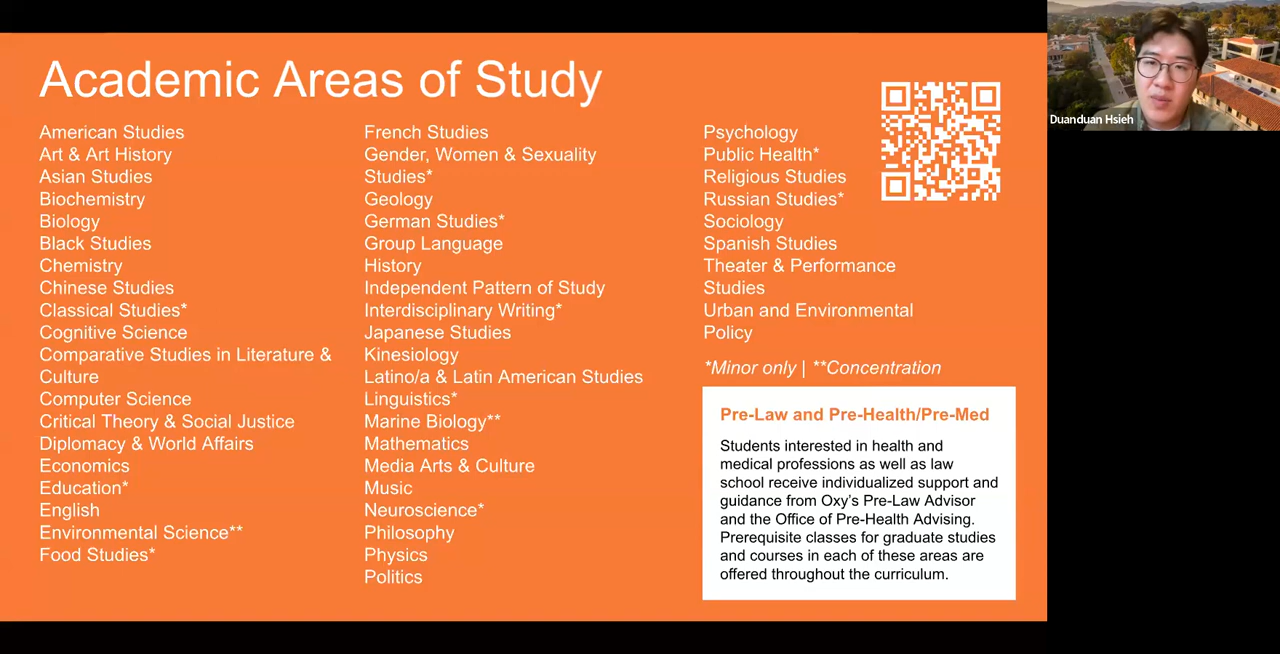 Academic Areas of Study
American Studies
Art & Art History
Asian Studies
Biochemistry
Biology
Black Studies
Chemistry
Chinese Studies
Classical Studies*
Cognitive Science
Comparative Studies in Literature &
Culture
Computer Science
Critical Theory & Social Justice
Diplomacy & World Affairs
Economics
Education*
English
Environmental Science**
Food Studies*
French Studies
Gender, Women & Sexuality
Studies*
Geology
German Studies*
Group Language
History
Independent Pattern of Study
Interdisciplinary Writing*
Japanese Studies
Kinesiology
Latino/a & Latin American Studies
Linguistics*
Marine Biology**
Mathematics
Media Arts & Culture
Music
Neuroscience*
Philosophy
Physics
Politics
Psychology
Public Health*
Religious Studies
Russian Studies*
Sociology
Spanish Studies
Theater & Performance
Studies
Urban and Environmental
Policy
*Minor only | **Concentration
Pre-Law and Pre-Health/Pre-Med
Students interested in health and
medical professions as well as law
school receive individualized support and
guidance from Oxy's Pre-Law Advisor
and the Office of Pre-Health Advising.
Prerequisite classes for graduate studies
and courses in each of these areas are
offered throughout the curriculum.
Duanduan Hsieh